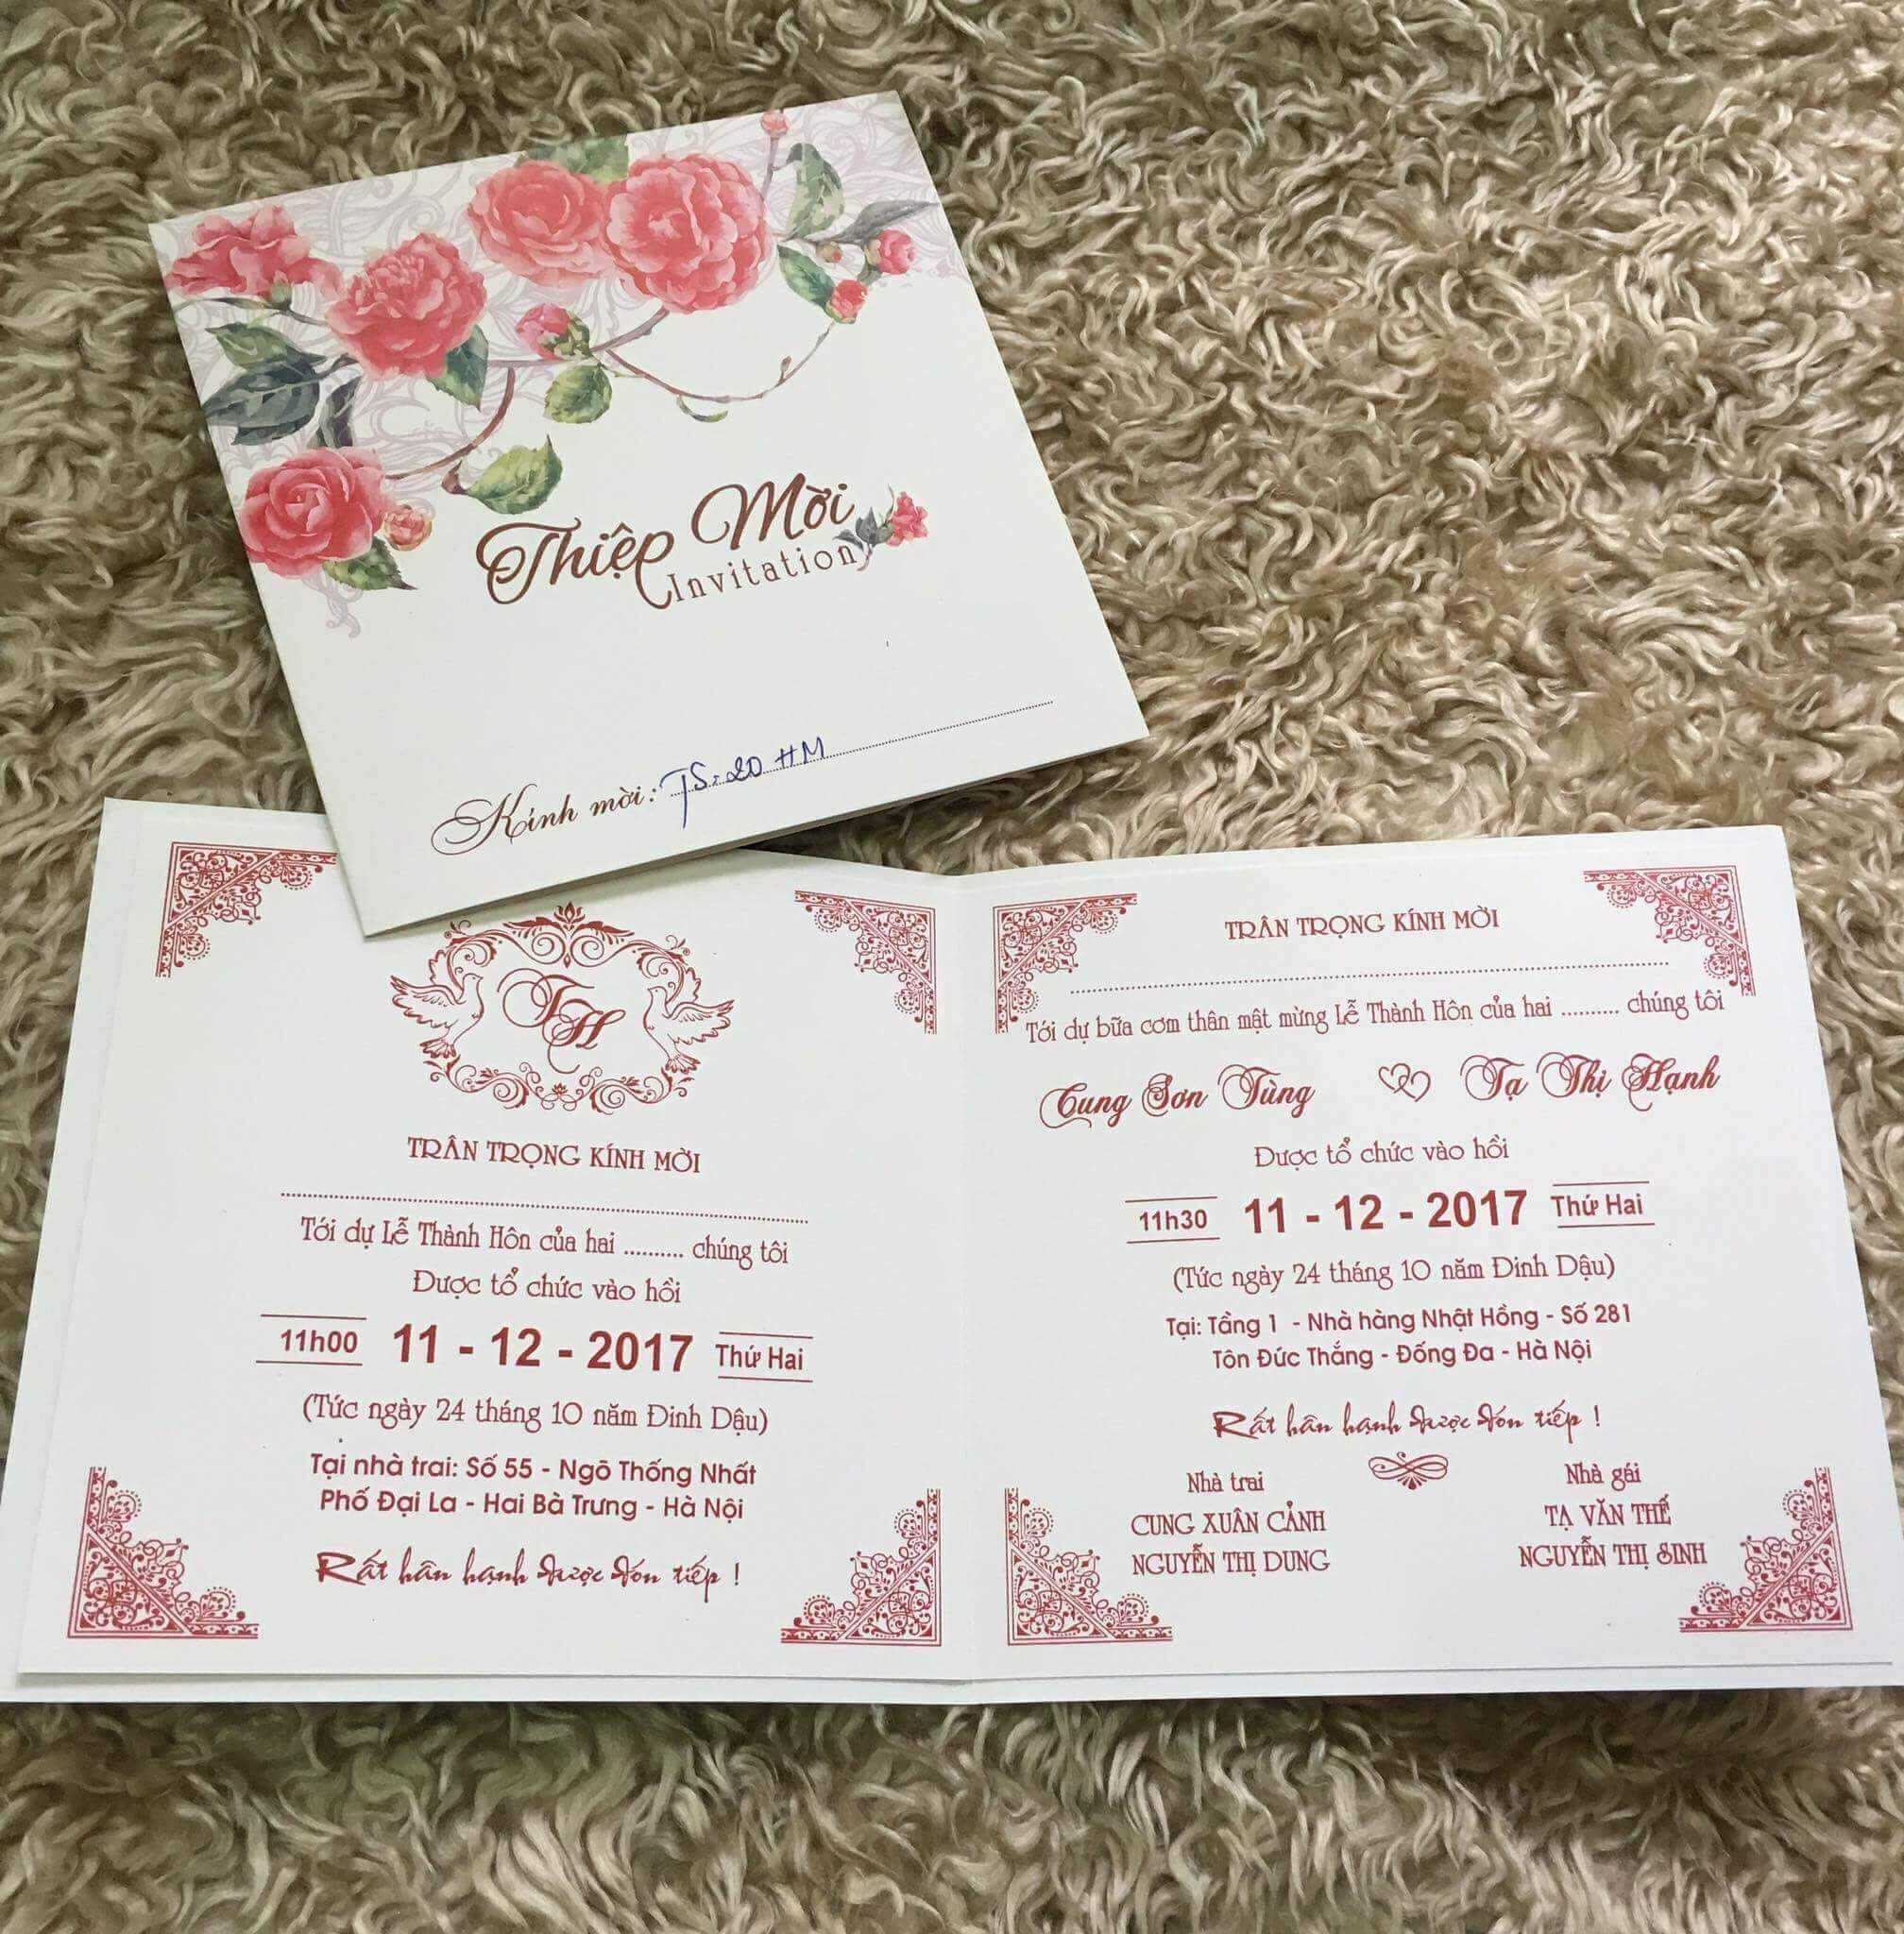 Thiệp Mời
Invitation
Kính mời: TS: 20 HM
TH
TRÂN TRỌNG KÍNH MỜI
Tới dự Lễ Thành Hôn của hai .......... chúng tôi
Được tổ chức vào hồi
11h00 11 - 12 - 2017 Thứ Hai
(Tức ngày 24 tháng 10 năm Đinh Dậu)
Tại nhà trai: Số 55 - Ngõ Thống Nhất
Phố Đại La - Hai Bà Trưng - Hà Nội
Rất hân hạnh được đón tiếp !
TRÂN TRỌNG KÍNH MỜI
Tới dự bữa cơm thân mật mừng Lễ Thành Hôn của hai .......... chúng tôi
Cung Sơn Tùng Tạ Thị Hạnh
Được tổ chức vào hồi
11h30 11 - 12 - 2017 Thứ Hai
(Tức ngày 24 tháng 10 năm Đinh Dậu)
Tại: Tầng 1 - Nhà hàng Nhật Hồng - Số 281
Tôn Đức Thắng - Đống Đa - Hà Nội
Rất hân hạnh được đón tiếp !
Nhà trai Nhà gái
CUNG XUÂN CẢNH TẠ VĂN THẾ
NGUYỄN THỊ DUNG NGUYỄN THỊ SINH